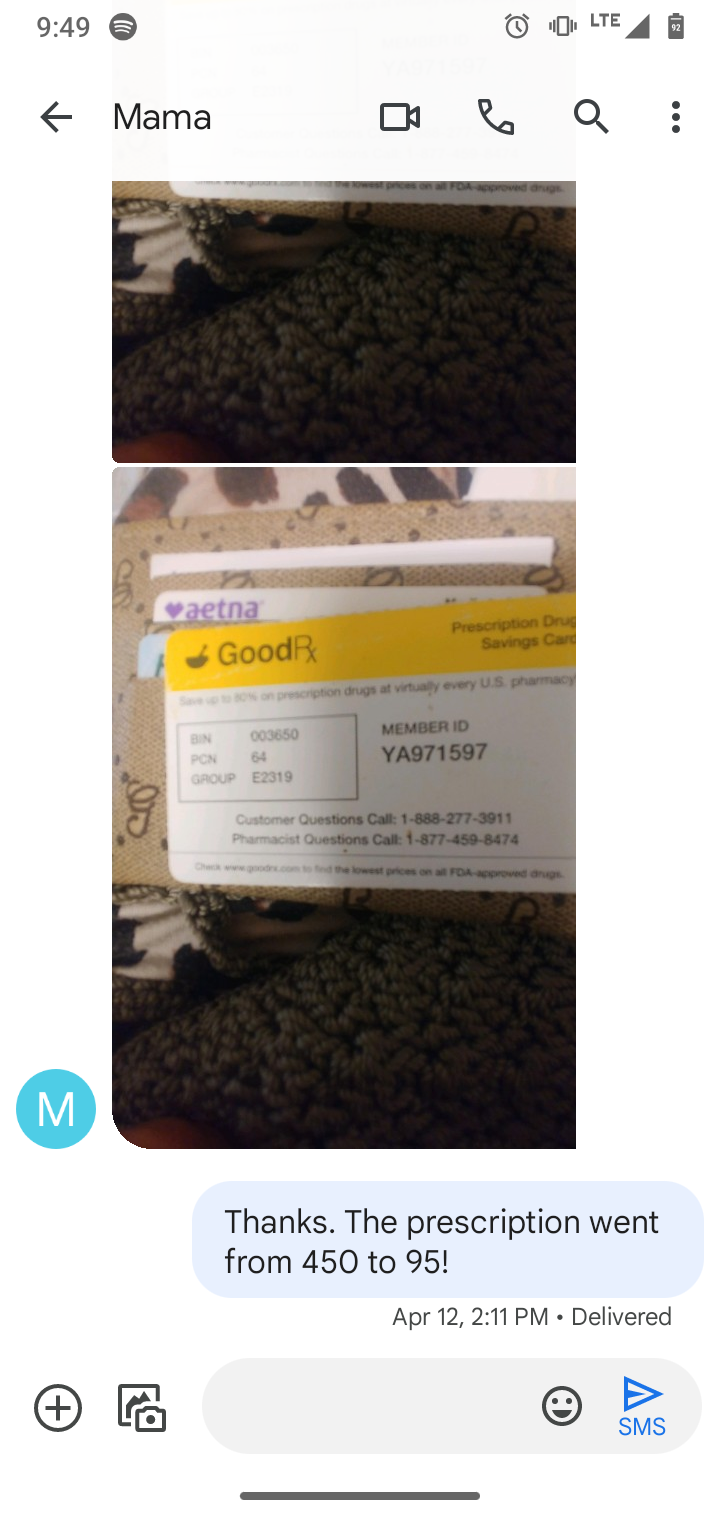 9:49
LTE
92
Mama
Check www.goodrx.com to find the lowest prices on all FDA-approved drugs.
aetna
GoodRx
Prescription Drug
Savings Card
Save up to 80% on prescription drugs at virtually every U.S. pharmacy
BIN 003650
PCN 64
GROUP E2319
MEMBER ID
YA971597
Customer Questions Call: 1-888-277-3911
Pharmacist Questions Call: 1-877-459-8474
Check www.goodrx.com to find the lowest prices on all FDA-approved drugs.
M
Thanks. The prescription went
from 450 to 95!
Apr 12, 2:11 PM • Delivered
SMS